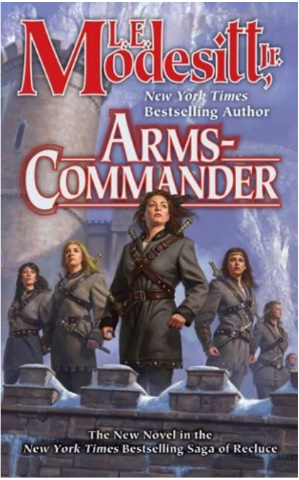 L.E.
Modesitt, Jr.
New York Times
Bestselling Author
ARMS-
COMMANDER
The New Novel in the
New York Times Bestselling Saga of Recluce